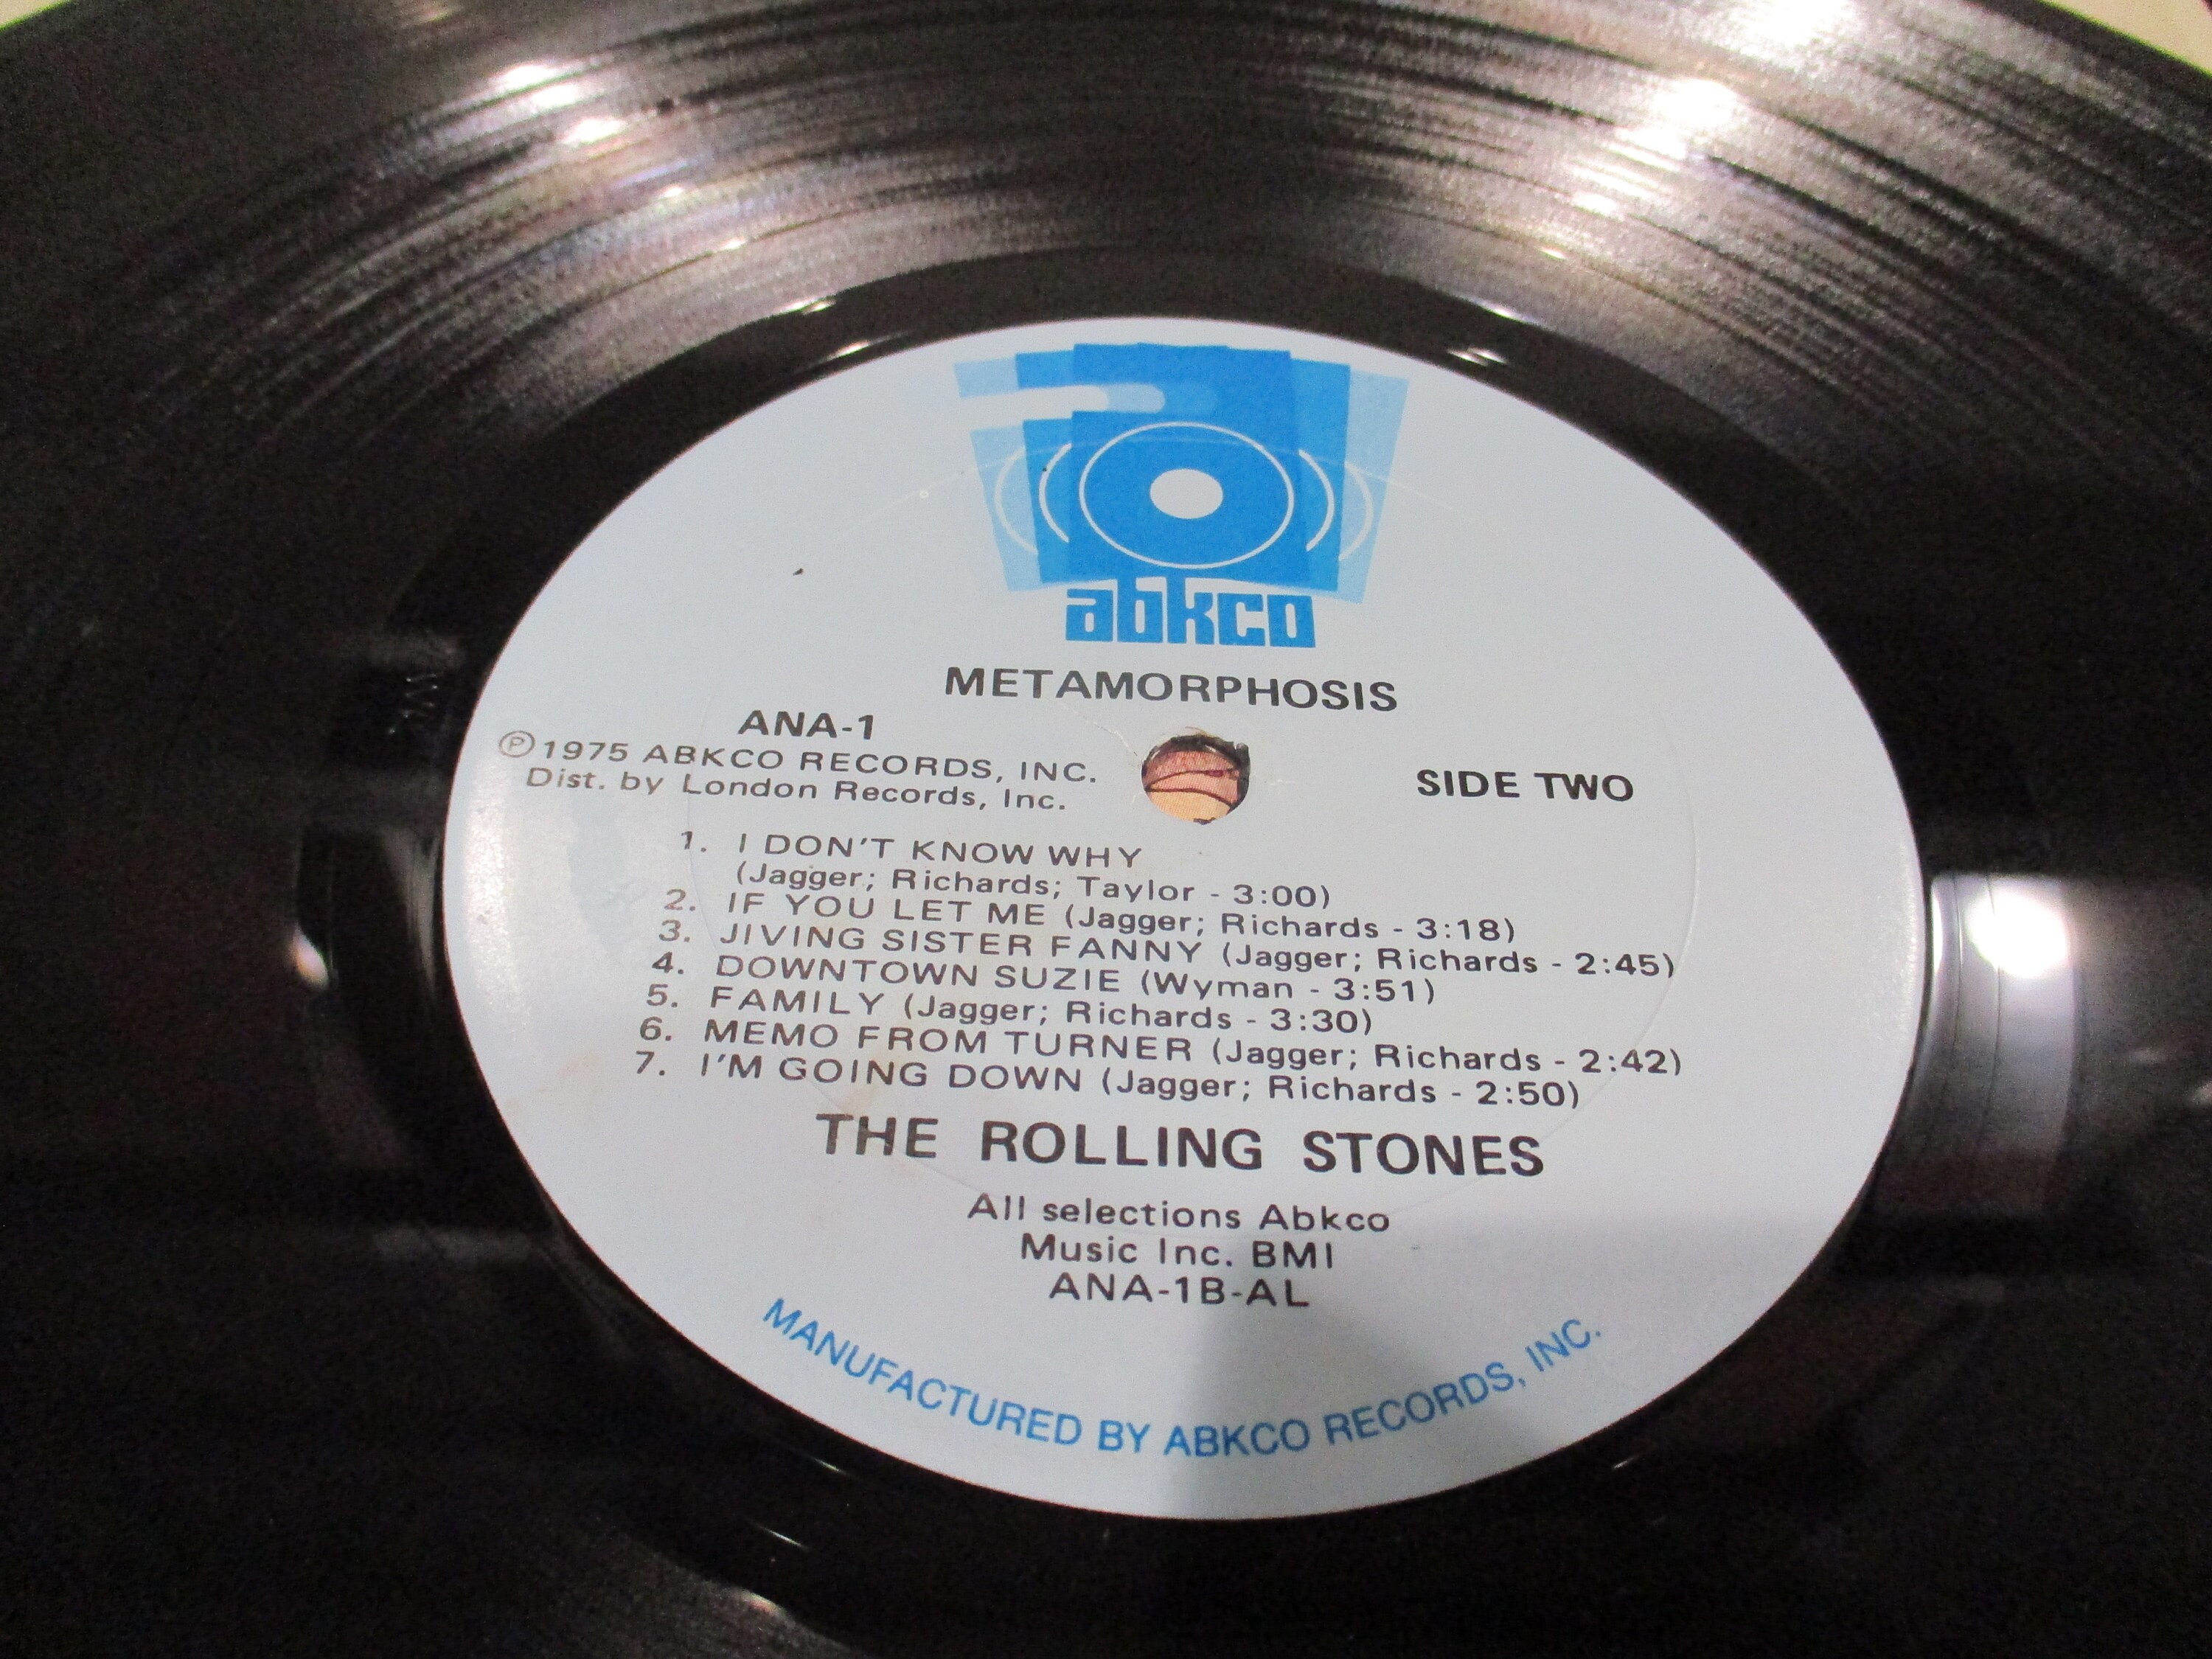 abkco
METAMORPHOSIS
ANA-1
Ⓟ1975 ABKCO RECORDS, INC.
Dist. by London Records, Inc.
SIDE TWO
1. I DON'T KNOW WHY
(Jagger; Richards; Taylor - 3:00)
2. IF YOU LET ME (Jagger; Richards - 3:18)
3. JIVING SISTER FANNY (Jagger; Richards - 2:45)
4. DOWNTOWN SUZIE (Wyman - 3:51)
5. FAMILY (Jagger; Richards - 3:30)
6. MEMO FROM TURNER (Jagger; Richards - 2:42)
7. I'M GOING DOWN (Jagger; Richards - 2:50)
THE ROLLING STONES
All selections Abkco
Music Inc. BMI
ANA-1B-AL
MANUFACTURED BY ABKCO RECORDS, INC.